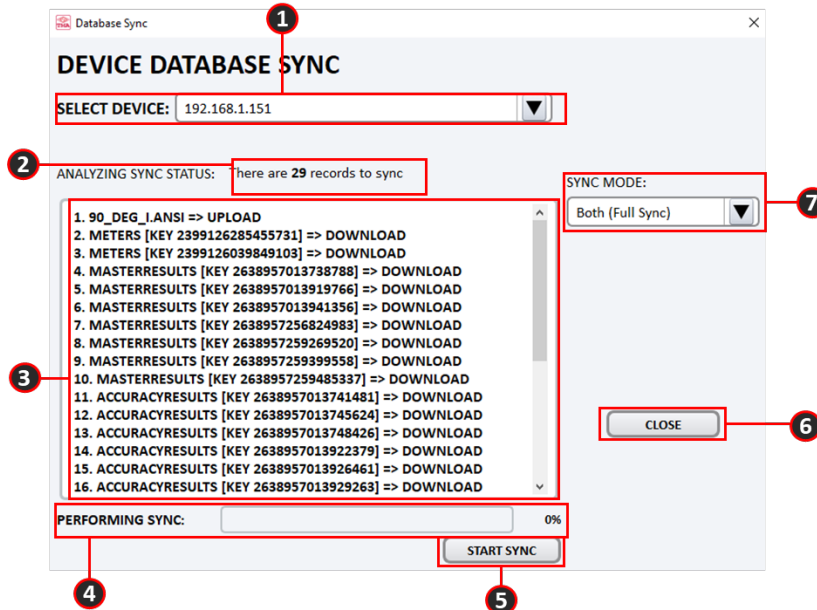 1
Database Sync
DEVICE DATABASE SYNC
SELECT DEVICE: 192.168.1.151
2
ANALYZING SYNC STATUS: There are 29 records to sync
SYNC MODE:
Both (Full Sync)
7
1. 90_DEG_I.ANSI => UPLOAD
2. METERS [KEY 2399126285455731] => DOWNLOAD
3. METERS [KEY 2399126039849103] => DOWNLOAD
4. MASTERRESULTS [KEY 2638957013738788] => DOWNLOAD
5. MASTERRESULTS [KEY 2638957013919766] => DOWNLOAD
6. MASTERRESULTS [KEY 2638957013941356] => DOWNLOAD
7. MASTERRESULTS [KEY 2638957256824983] => DOWNLOAD
8. MASTERRESULTS [KEY 2638957259269520] => DOWNLOAD
9. MASTERRESULTS [KEY 2638957259399558] => DOWNLOAD
10. MASTERRESULTS [KEY 2638957259485337] => DOWNLOAD
11. ACCURACYRESULTS [KEY 2638957013741481] => DOWNLOAD
12. ACCURACYRESULTS [KEY 2638957013745624] => DOWNLOAD
13. ACCURACYRESULTS [KEY 2638957013748426] => DOWNLOAD
14. ACCURACYRESULTS [KEY 2638957013922379] => DOWNLOAD
15. ACCURACYRESULTS [KEY 2638957013926461] => DOWNLOAD
16. ACCURACYRESULTS [KEY 2638957013929263] => DOWNLOAD
3
CLOSE
6
PERFORMING SYNC: 0%
START SYNC
4
5